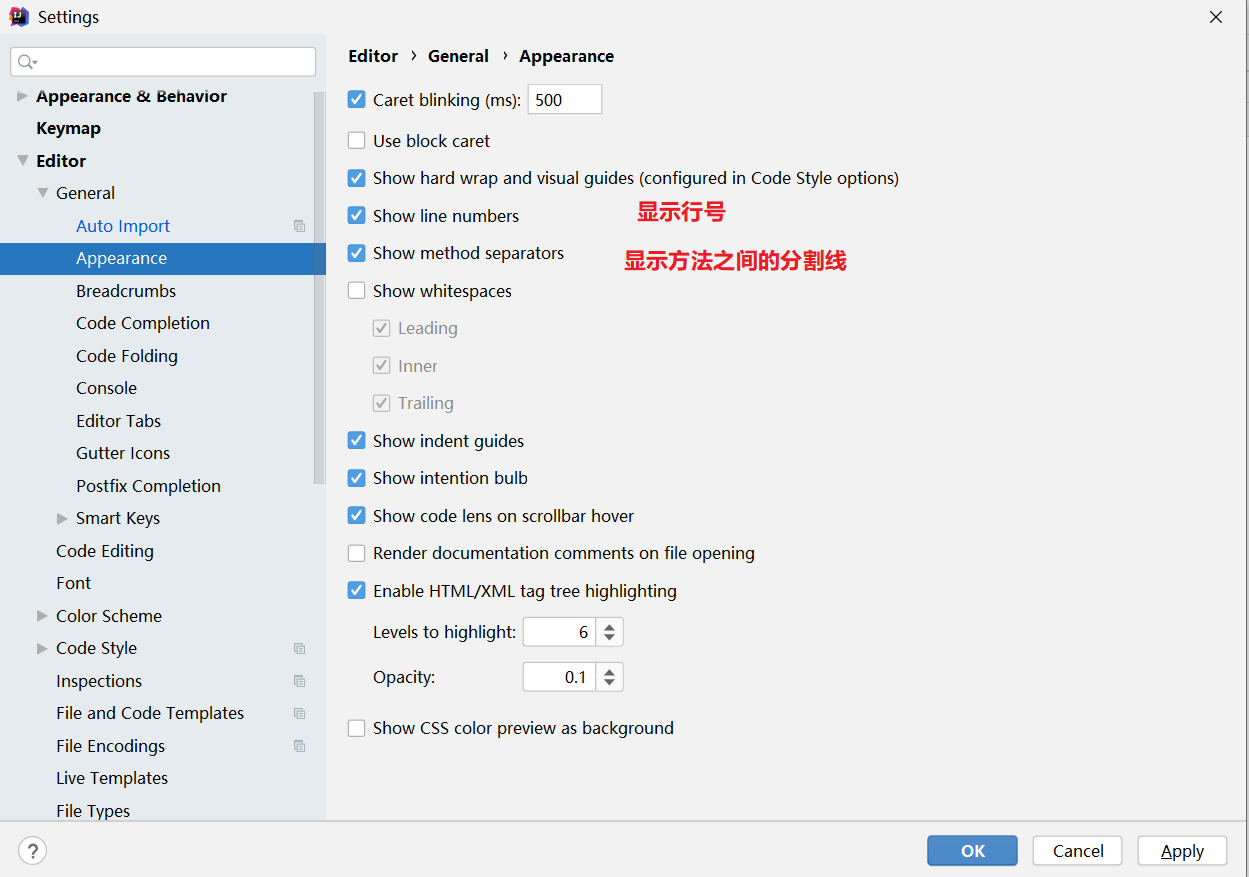 Settings
Appearance & Behavior
Keymap
Editor
General
Auto Import
Appearance
Breadcrumbs
Code Completion
Code Folding
Console
Editor Tabs
Gutter Icons
Postfix Completion
Smart Keys
Code Editing
Font
Color Scheme
Code Style
Inspections
File and Code Templates
File Encodings
Live Templates
File Types
Editor › General › Appearance
Caret blinking (ms): 500
Use block caret
Show hard wrap and visual guides (configured in Code Style options)
Show line numbers 显示行号
Show method separators 显示方法之间的分割线
Show whitespaces
Leading
Inner
Trailing
Show indent guides
Show intention bulb
Show code lens on scrollbar hover
Render documentation comments on file opening
Enable HTML/XML tag tree highlighting
Levels to highlight: 6
Opacity: 0.1
Show CSS color preview as background
? OK Cancel Apply